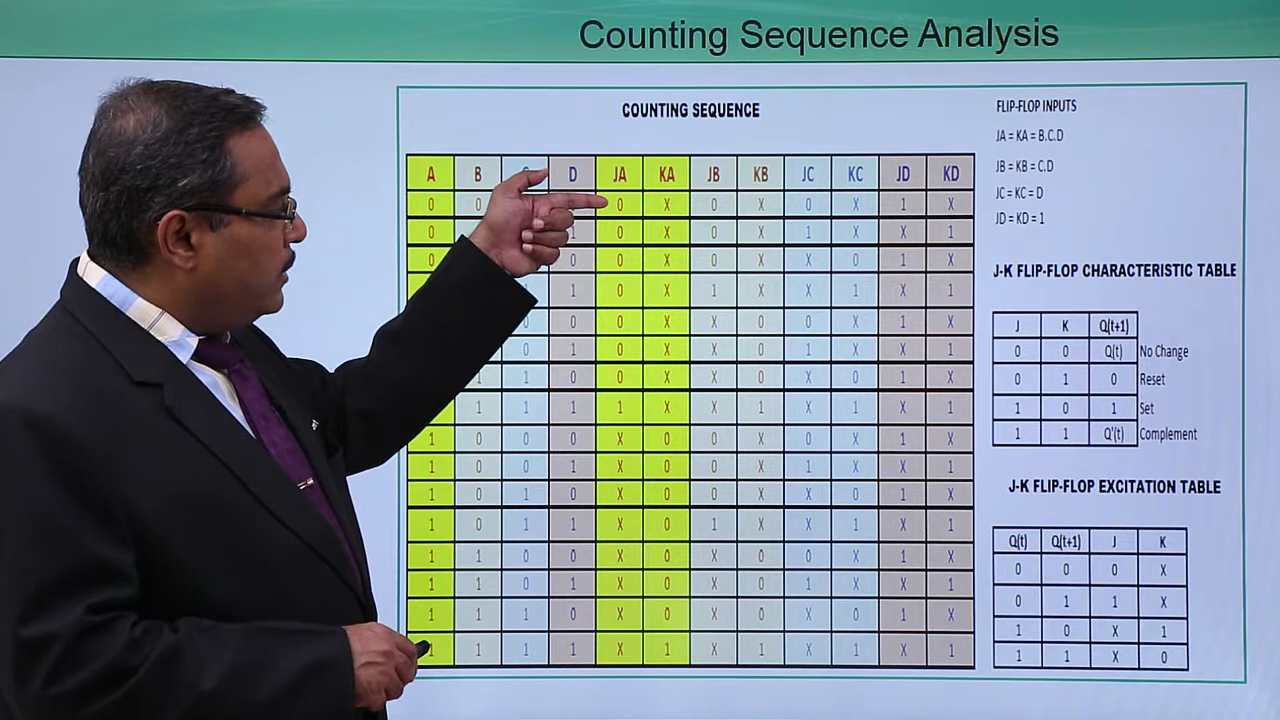 Counting Sequence Analysis
COUNTING SEQUENCE
A B C D JA KA JB KB JC KC JD KD
0 0 0 X 0 X 0 X 1 X
0 1 0 X 0 X 1 X X 1
0 0 0 X 0 X X 0 1 X
1 1 0 X 1 X X 1 X 1
0 0 0 X X 0 0 X 1 X
0 1 0 X X 0 1 X X 1
1 1 0 0 X X 0 X 0 1 X
1 1 1 1 X X 1 X 1 X 1
1 0 0 0 X 0 0 X 0 X 1 X
1 0 0 1 X 0 0 X 1 X X 1
1 0 1 0 X 0 0 X X 0 1 X
1 0 1 1 X 0 1 X X 1 X 1
1 1 0 0 X 0 X 0 0 X 1 X
1 1 0 1 X 0 X 0 1 X X 1
1 1 1 0 X 0 X 0 X 0 1 X
1 1 1 1 X 1 X 1 X 1 X 1
FLIP-FLOP INPUTS
JA = KA = B.C.D
JB = KB = C.D
JC = KC = D
JD = KD = 1
J-K FLIP-FLOP CHARACTERISTIC TABLE
J K Q(t+1)
0 0 Q(t) No Change
0 1 0 Reset
1 0 1 Set
1 1 Q'(t) Complement
J-K FLIP-FLOP EXCITATION TABLE
Q(t) Q(t+1) J K
0 0 0 X
0 1 1 X
1 0 X 1
1 1 X 0